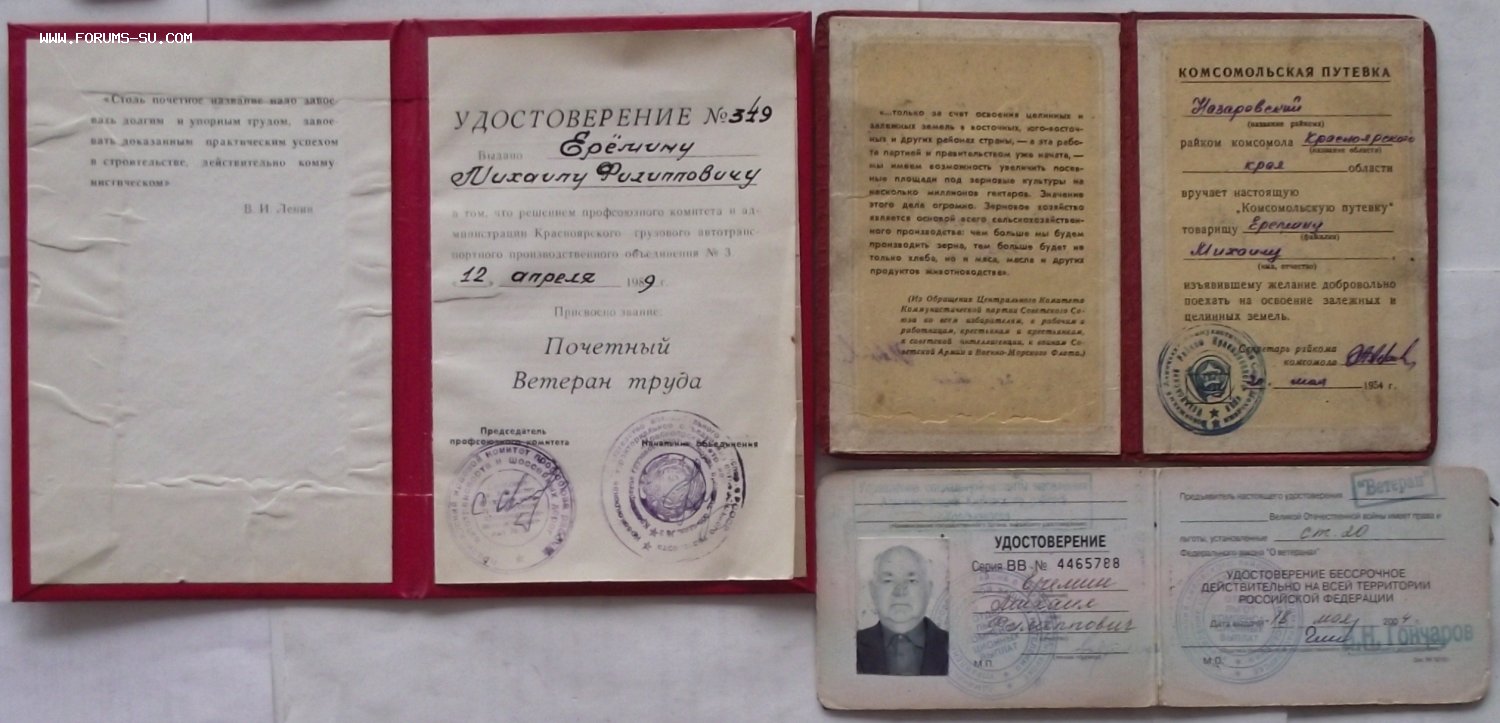 WWW.FORUMS-SU.COM
«Столь почетное название надо завое-
вать долгим и упорным трудом, завое-
вать доказанным практическим успехом
в строительстве, действительно комму-
нистическом»
В. И. Ленин
УДОСТОВЕРЕНИЕ № 349
Выдано Ерёмину
Михаилу Филипповичу
в том, что решением профсоюзного комитета и ад-
министрации Красноярского грузового автотранс-
портного производственного объединения № 3
„12„ апреля 1989 г.
Присвоено звание:
Почетный
Ветеран труда
Председатель
профсоюзного комитета
Начальник объединения
«...только за счет освоения целинных и
залежных земель в восточных, юго-восточ-
ных и других районах страны, — а эта рабо-
та партией и правительством уже начата, —
мы имеем возможность увеличить посев-
ные площади под зерновые культуры на
несколько миллионов гектаров. Значение
этого дела огромно. Зерновое хозяйство
является основой всего сельскохозяйствен-
ного производства: чем больше мы будем
производить зерна, тем больше будет не
только хлеба, но и мяса, масла и других
продуктов животноводства».
(Из Обращения Центрального Комитета
Коммунистической партии Советского Со-
юза ко всем избирателям, к рабочим и
работницам, крестьянам и крестьянкам,
к советской интеллигенции, к воинам Со-
ветской Армии и Военно-Морского Флота.)
КОМСОМОЛЬСКАЯ ПУТЕВКА
Назаровский
(название райкома)
райком комсомола Красноярского
(название области)
края области
вручает настоящую
„Комсомольскую путевку"
товарищу Еремину
(фамилия)
Михаилу
(имя, отчество)
изъявившему желание добровольно
поехать на освоение залежных и
целинных земель.
Секретарь райкома
комсомола
20. мая 1954 г.
УДОСТОВЕРЕНИЕ
Серия ВВ № 4465788
Еремин
Михаил
Филиппович
М.П.
Предъявитель настоящего удостоверения "Ветеран"
Великой Отечественной войны имеет права и
льготы, установленные ст. 20
Федерального закона "О ветеранах"
УДОСТОВЕРЕНИЕ БЕССРОЧНОЕ
ДЕЙСТВИТЕЛЬНО НА ВСЕЙ ТЕРРИТОРИИ
РОССИЙСКОЙ ФЕДЕРАЦИИ
Дата выдачи 18 мая 2004 г.
Н. Гончаров
М.П.